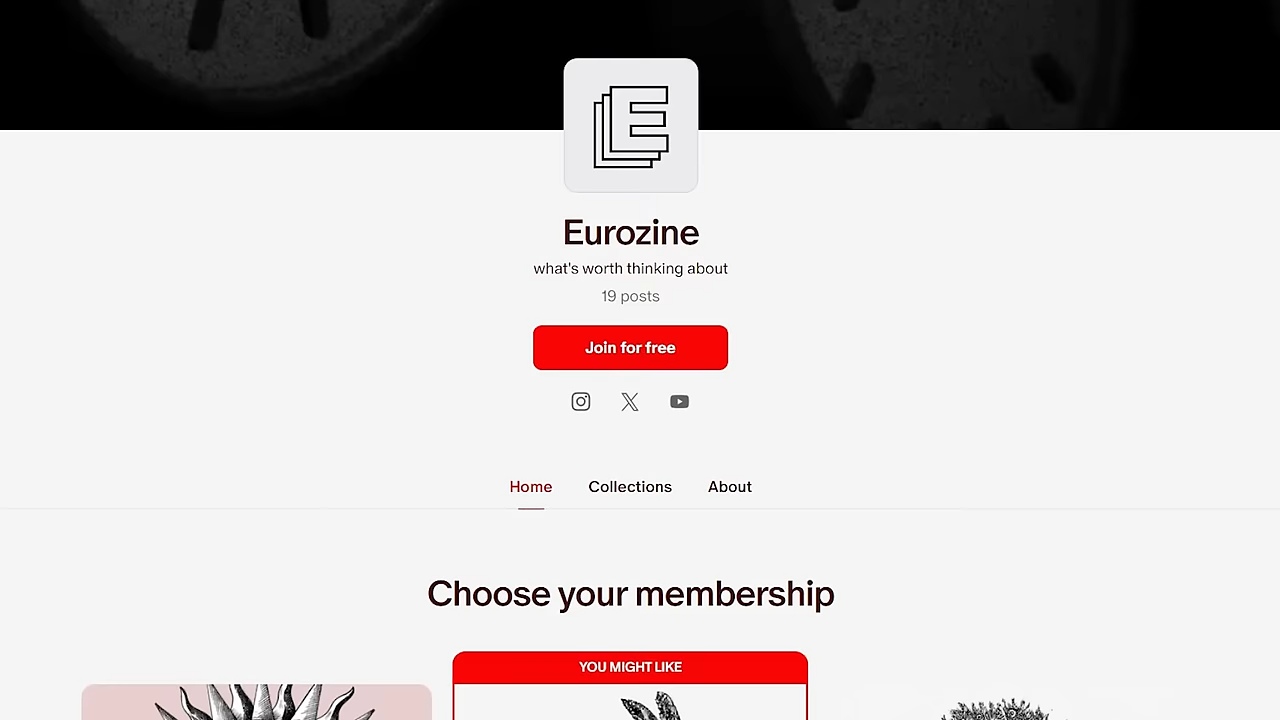 E
Eurozine
what's worth thinking about
19 posts
Join for free
Home Collections About
Choose your membership
YOU MIGHT LIKE